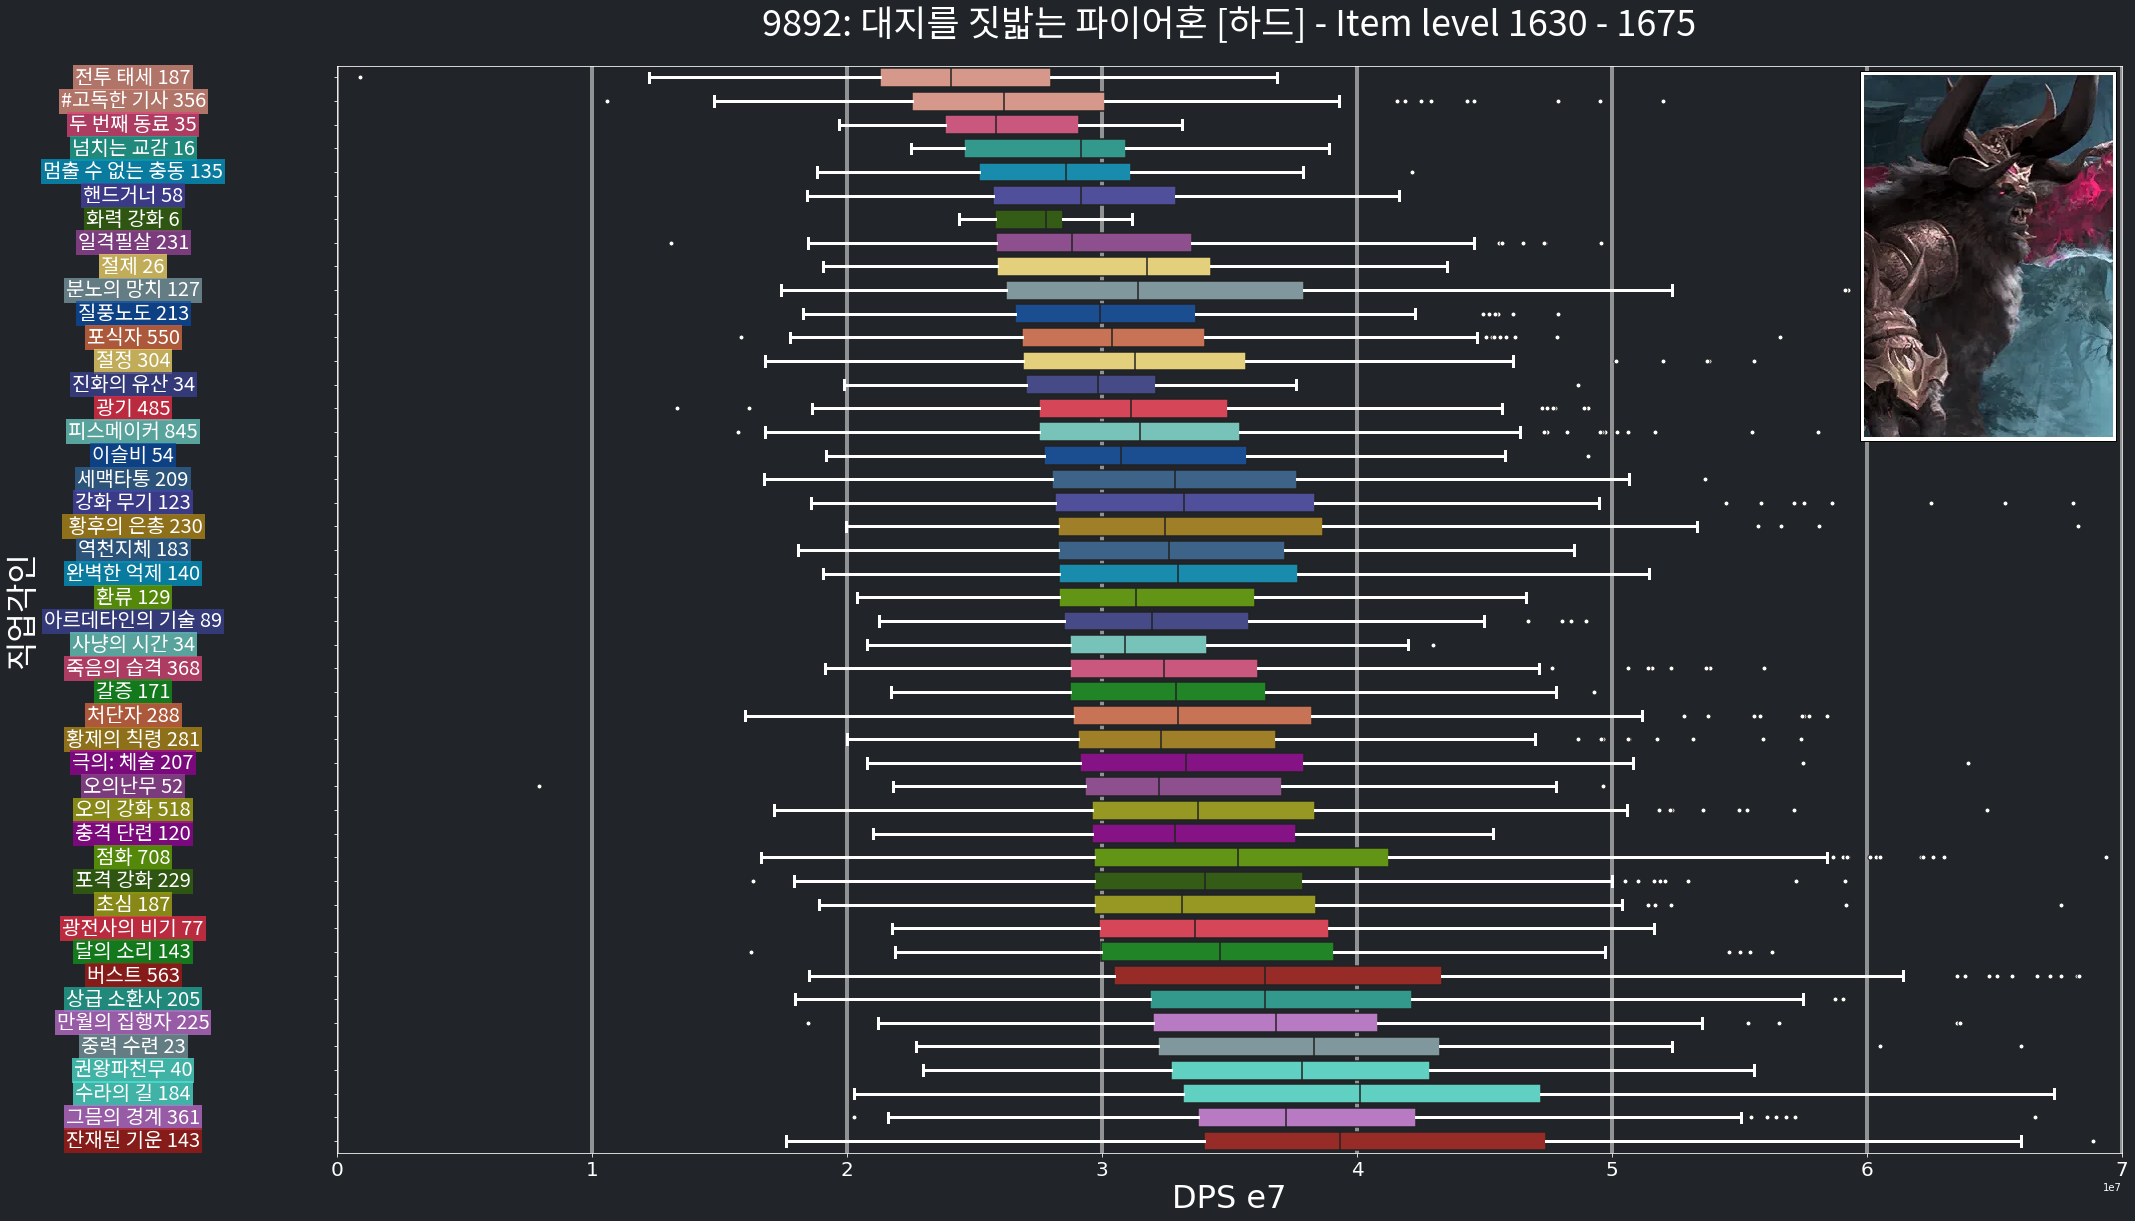 9892: 대지를 짓밟는 파이어혼 [하드] - Item level 1630 - 1675
전투 태세 187
#고독한 기사 356
두 번째 동료 35
넘치는 교감 16
멈출 수 없는 충동 135
핸드거너 58
화력 강화 6
일격필살 231
절제 26
분노의 망치 127
질풍노도 213
포식자 550
절정 304
진화의 유산 34
광기 485
피스메이커 845
이슬비 54
세맥타통 209
강화 무기 123
황후의 은총 230
역천지체 183
완벽한 억제 140
환류 129
아르데타인의 기술 89
사냥의 시간 34
죽음의 습격 368
갈증 171
처단자 288
황제의 칙령 281
극의: 체술 207
오의난무 52
오의 강화 518
충격 단련 120
점화 708
포격 강화 229
초심 187
광전사의 비기 77
달의 소리 143
버스트 563
상급 소환사 205
만월의 집행자 225
중력 수련 23
권왕파천무 40
수라의 길 184
그믐의 경계 361
잔재된 기운 143
직업각인
0 1 2 3 4 5 6 7
1e7
DPS e7